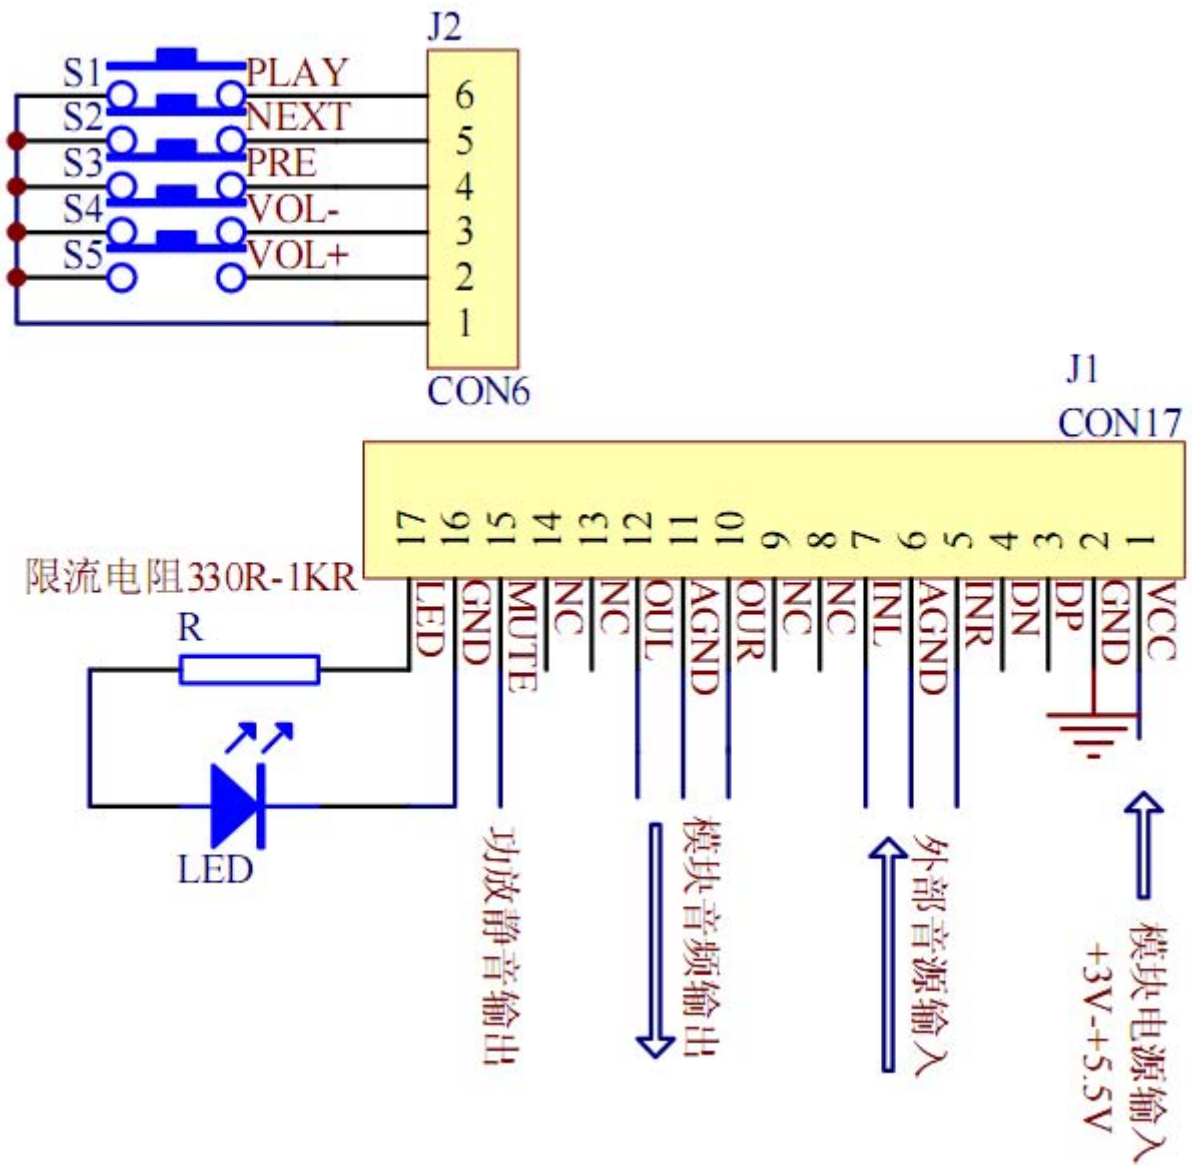 J2
S1 PLAY 6
S2 NEXT 5
S3 PRE 4
S4 VOL- 3
S5 VOL+ 2
1
CON6
J1
CON17
17 16 15 14 13 12 11 10 9 8 7 6 5 4 3 2 1
限流电阻330R-1KR
LED GND MUTE NC NC OUL AGND OUR NC NC INL AGND INR DN DP GND VCC
R
LED
功放静音输出
模块音频输出
外部音源输入
模块电源输入
+3V-+5.5V